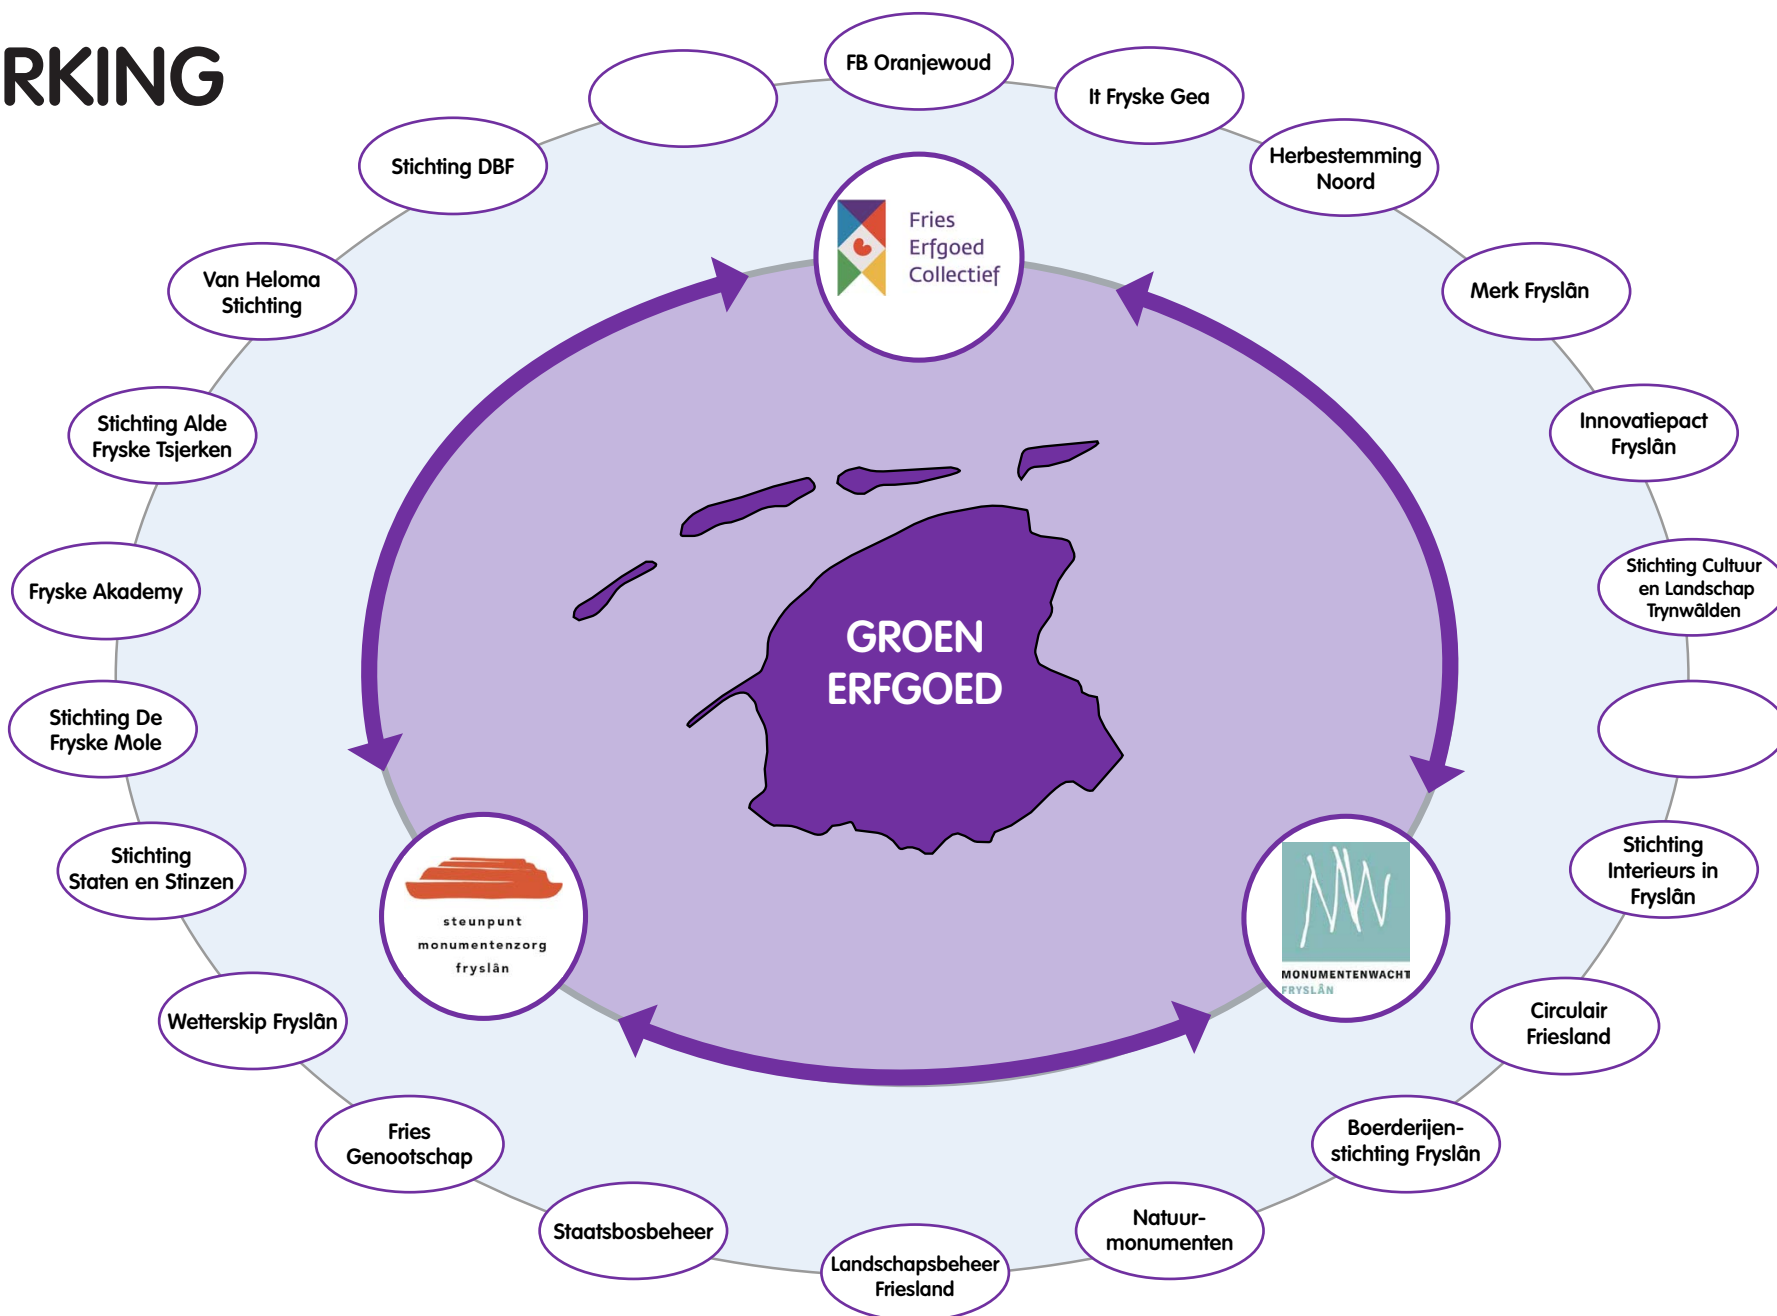 RKING
FB Oranjewoud
It Fryske Gea
Herbestemming
Noord
Merk Fryslân
Innovatiepact
Fryslân
Stichting Cultuur
en Landschap
Trynwâlden
Stichting
Interieurs in
Fryslân
Circulair
Friesland
Boerderijen-
stichting Fryslân
Natuur-
monumenten
Landschapsbeheer
Friesland
Staatsbosbeheer
Fries
Genootschap
Wetterskip Fryslân
Stichting
Staten en Stinzen
Stichting De
Fryske Mole
Fryske Akademy
Stichting Alde
Fryske Tsjerken
Van Heloma
Stichting
Stichting DBF
Fries
Erfgoed
Collectief
GROEN
ERFGOED
steunpunt
monumentenzorg
fryslân
MW
MONUMENTENWACHT
FRYSLÂN